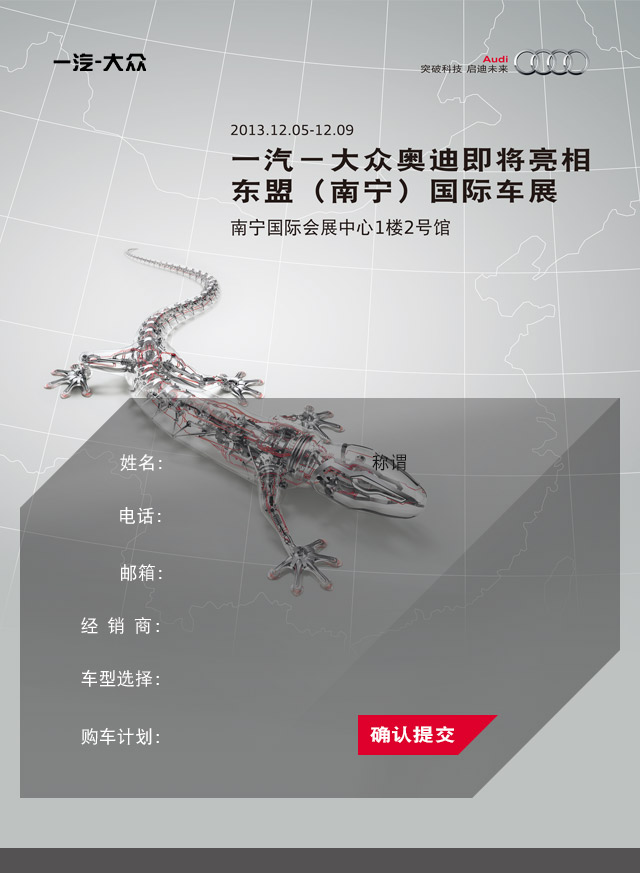 一汽-大众
Audi
突破科技 启迪未来
2013.12.05-12.09
一汽－大众奥迪即将亮相
东盟（南宁）国际车展
南宁国际会展中心1楼2号馆
姓名:
称谓
电话:
邮箱:
经 销 商:
车型选择:
购车计划:
确认提交